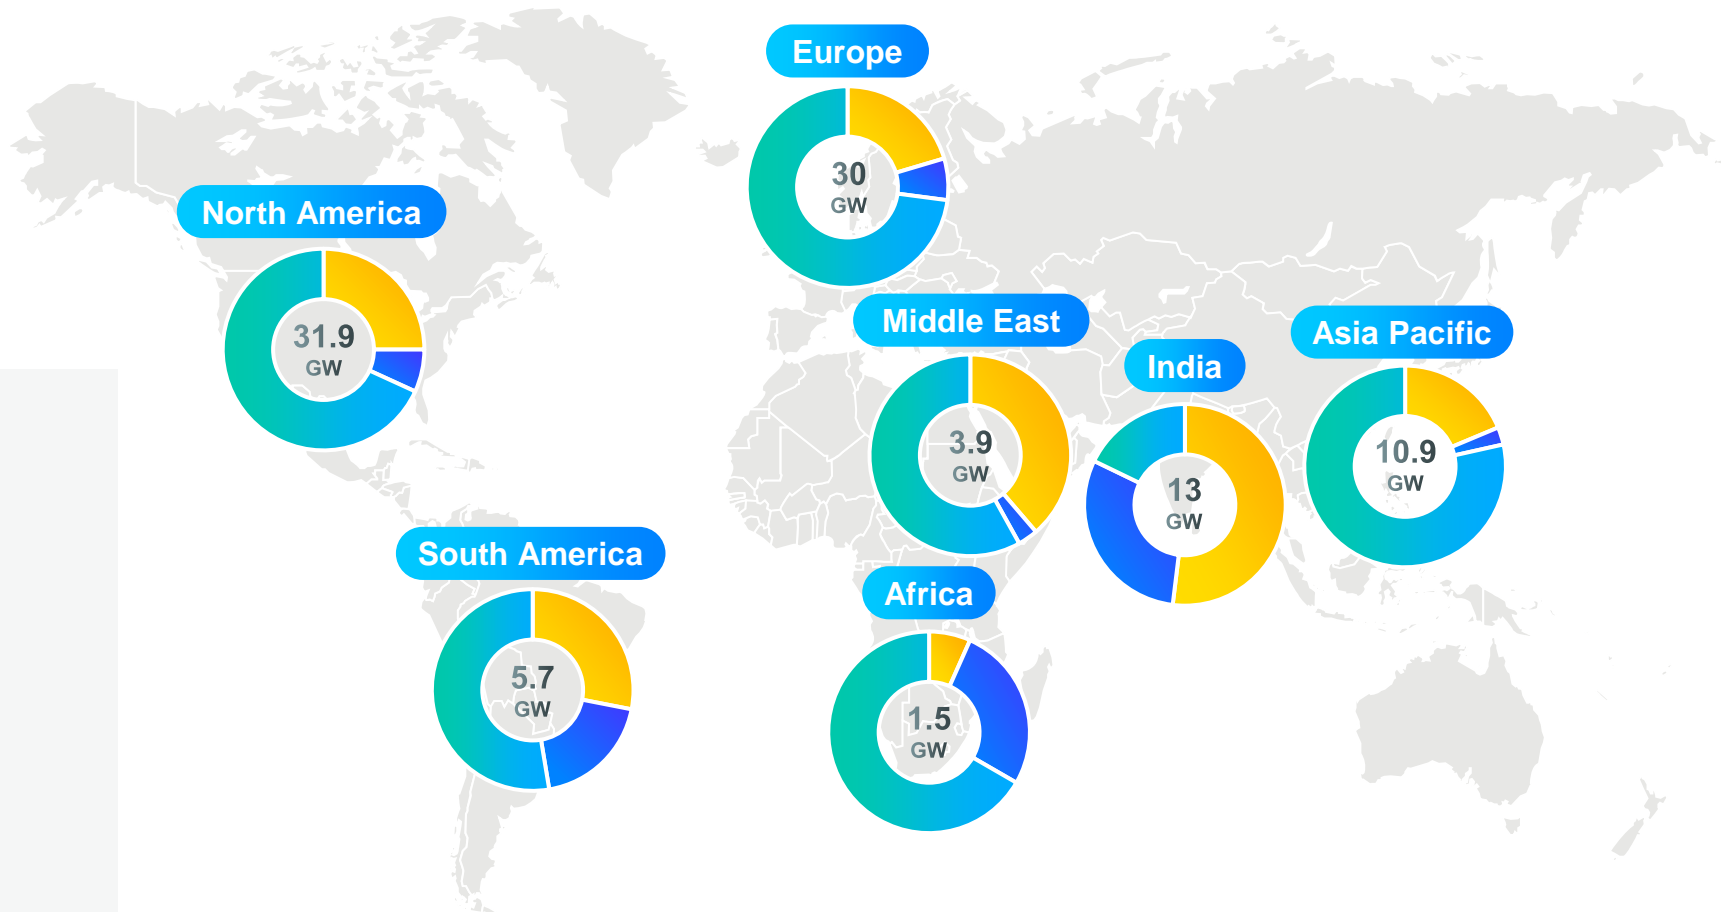 Europe
30
GW
North America
31.9
GW
Middle East
3.9
GW
India
13
GW
Asia Pacific
10.9
GW
South America
5.7
GW
Africa
1.5
GW